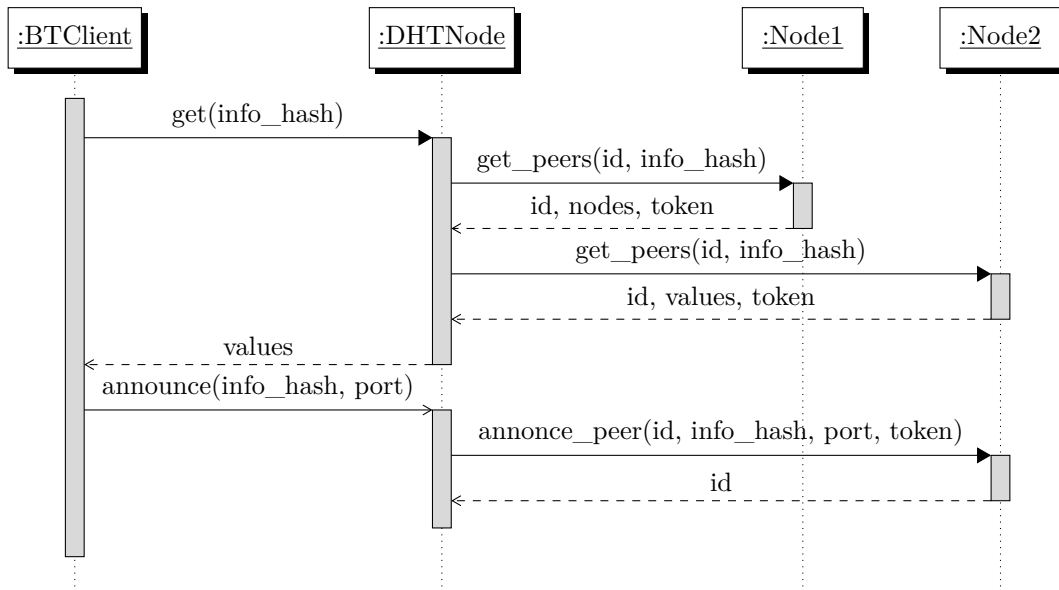 :BTClient
:DHTNode
:Node1
:Node2
get(info_hash)
get_peers(id, info_hash)
id, nodes, token
get_peers(id, info_hash)
id, values, token
values
announce(info_hash, port)
annonce_peer(id, info_hash, port, token)
id